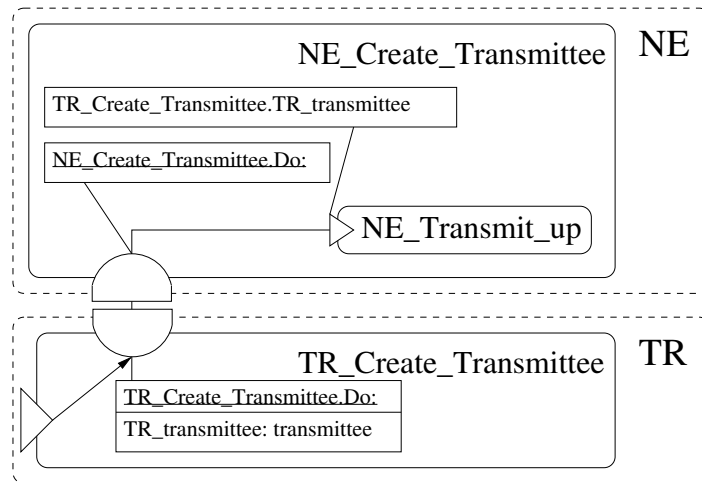 NE_Create_Transmittee
NE
TR_Create_Transmittee.TR_transmittee
NE_Create_Transmittee.Do:
NE_Transmit_up
TR_Create_Transmittee
TR
TR_Create_Transmittee.Do:
TR_transmittee: transmittee